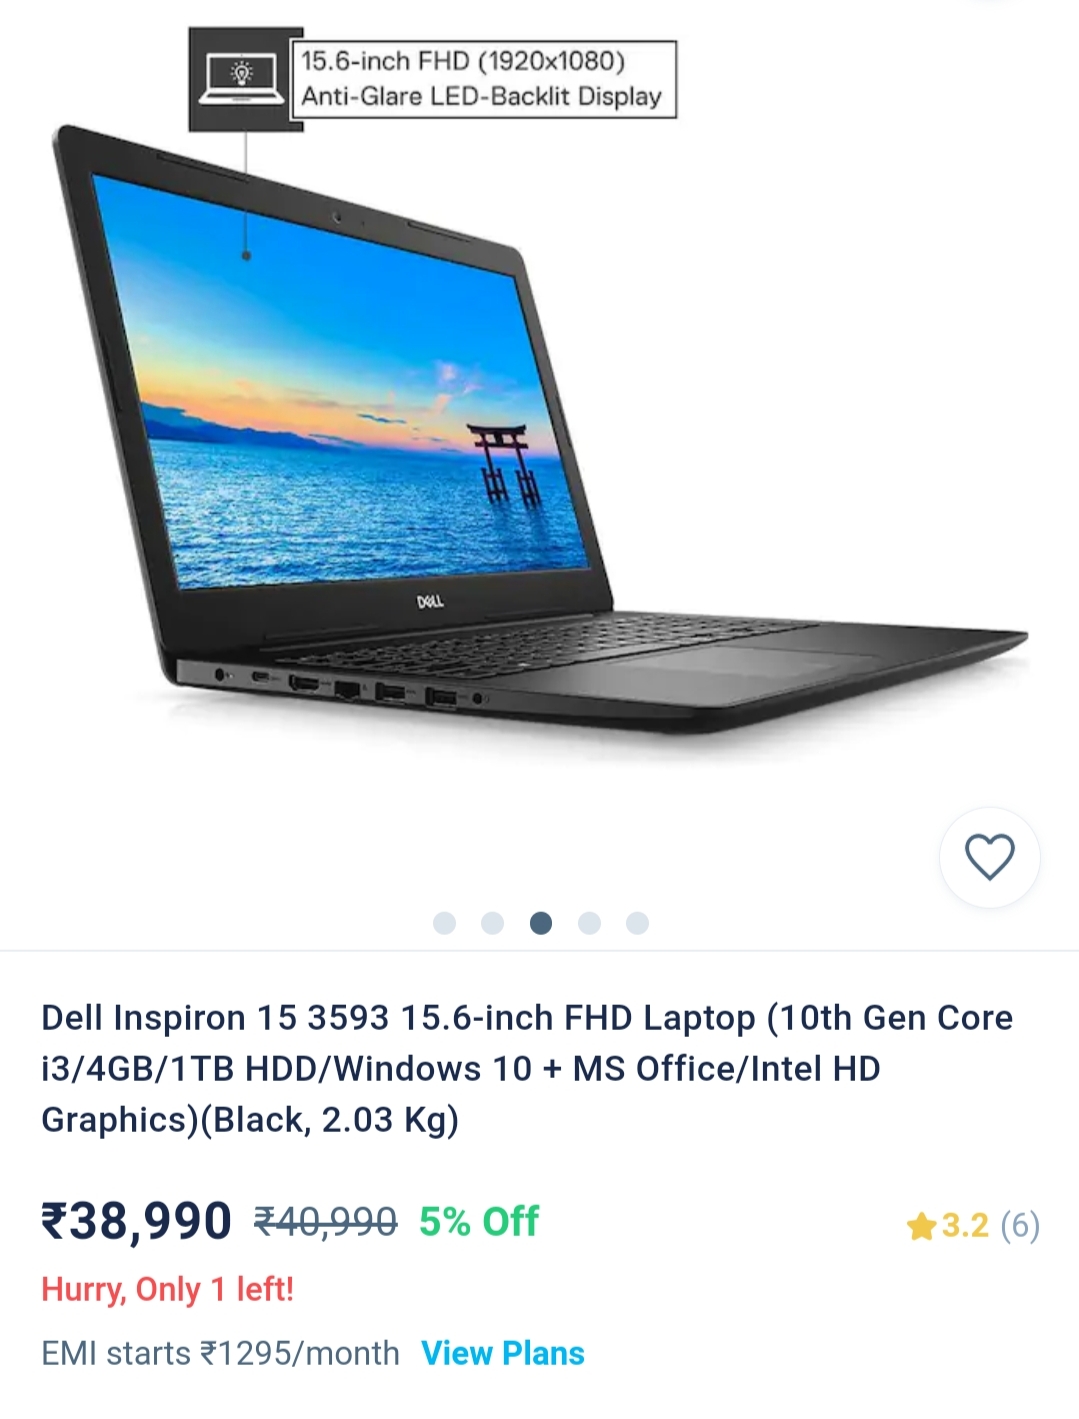 15.6-inch FHD (1920x1080)
Anti-Glare LED-Backlit Display
DELL
Dell Inspiron 15 3593 15.6-inch FHD Laptop (10th Gen Core
i3/4GB/1TB HDD/Windows 10 + MS Office/Intel HD
Graphics)(Black, 2.03 Kg)
₹38,990 ₹40,990 5% Off 3.2 (6)
Hurry, Only 1 left!
EMI starts ₹1295/month View Plans